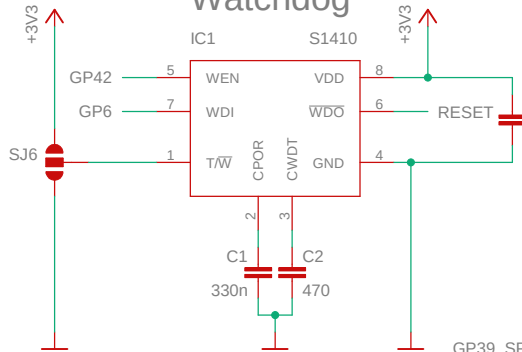 Watchdog
+3V3
+3V3
IC1
S1410
GP42
5
WEN
VDD
8
GP6
7
WDI
WDO
6
RESET
SJ6
1
T/W
CPOR
CWDT
GND
4
2
3
C1
C2
330n
470
GP39